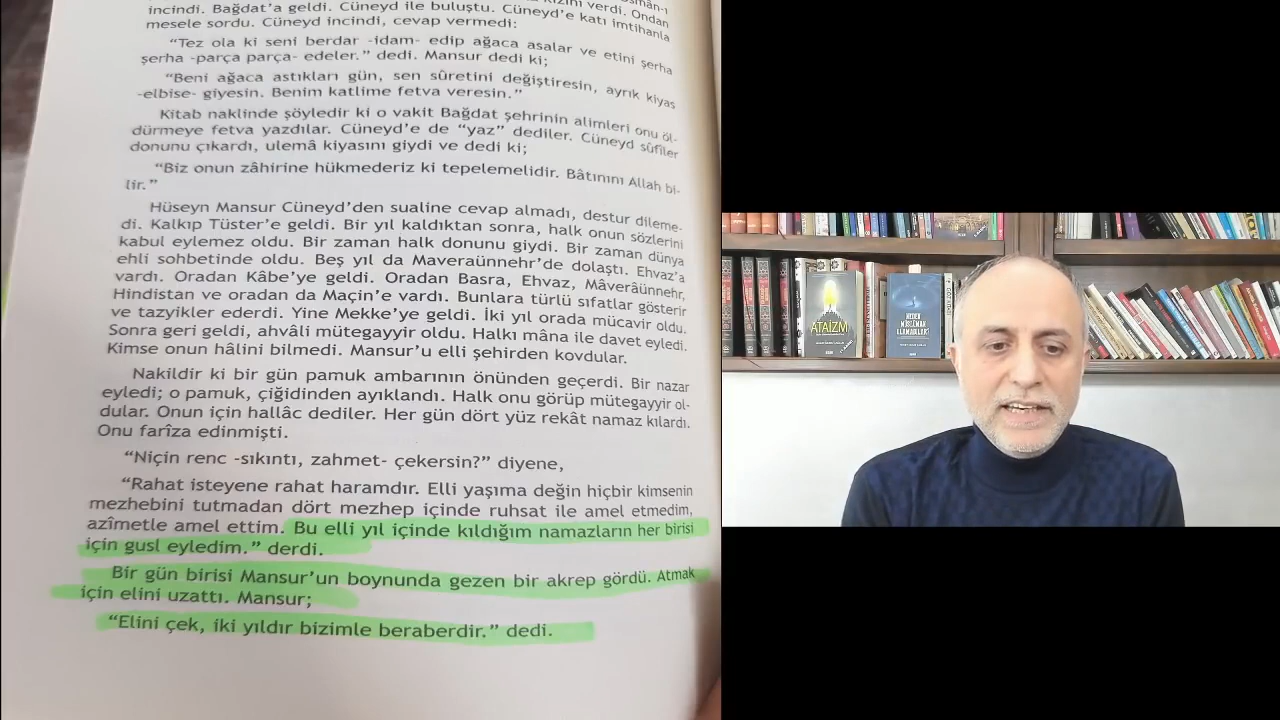 incindi. Bağdat’a geldi. Cüneyd ile buluştu. Cüneyd’e katı imtihanla
kızını verdi. Ondan
mesele sordu. Cüneyd incindi, cevap vermedi:
“Tez ola ki seni berdar -idam- edip ağaca asalar ve etini şerha
şerha -parça parça- edeler.” dedi. Mansur dedi ki;
“Beni ağaca astıkları gün, sen sûretini değiştiresin, ayrık kiyas
-elbise- giyesin. Benim katlime fetva veresin.”
Kitab naklinde şöyledir ki o vakit Bağdat şehrinin alimleri onu öl-
dürmeye fetva yazdılar. Cüneyd’e de “yaz” dediler. Cüneyd sûfîler
donunu çıkardı, ulemâ kiyasını giydi ve dedi ki;
“Biz onun zâhirine hükmederiz ki tepelemelidir. Bâtınını Allah bi-
lir.”
Hüseyn Mansur Cüneyd’den sualine cevap almadı, destur dileme-
di. Kalkıp Tüster’e geldi. Bir yıl kaldıktan sonra, halk onun sözlerini
kabul eylemez oldu. Bir zaman halk donunu giydi. Bir zaman dünya
ehli sohbetinde oldu. Beş yıl da Maveraünnehr’de dolaştı. Ehvaz’a
vardı. Oradan Kâbe’ye geldi. Oradan Basra, Ehvaz, Mâverâünnehr,
Hindistan ve oradan da Maçin’e vardı. Bunlara türlü sıfatlar gösterir
ve tazyikler ederdi. Yine Mekke’ye geldi. İki yıl orada mücavir oldu.
Sonra geri geldi, ahvâli mütegayyir oldu. Halkı mâna ile davet eyledi.
Kimse onun hâlini bilmedi. Mansur’u elli şehirden kovdular.
Nakildir ki bir gün pamuk ambarının önünden geçerdi. Bir nazar
eyledi; o pamuk, çiğidinden ayıklandı. Halk onu görüp mütegayyir ol-
dular. Onun için hallâc dediler. Her gün dört yüz rekât namaz kılardı.
Onu farîza edinmişti.
“Niçin renc -sıkıntı, zahmet- çekersin?” diyene,
“Rahat isteyene rahat haramdır. Elli yaşıma değin hiçbir kimsenin
mezhebini tutmadan dört mezhep içinde ruhsat ile amel etmedim,
azîmetle amel ettim. Bu elli yıl içinde kıldığım namazların her birisi
için gusl eyledim.” derdi.
Bir gün birisi Mansur’un boynunda gezen bir akrep gördü. Atmak
için elini uzattı. Mansur;
“Elini çek, iki yıldır bizimle beraberdir.” dedi.
ATAİZM
NEDEN
MÜSLÜMAN
OLAMADILAR?